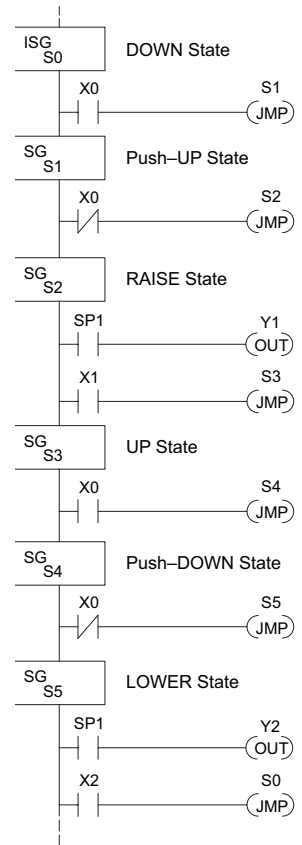 ISG
S0
DOWN State
X0
S1
JMP
SG
S1
Push–UP State
X0
S2
JMP
SG
S2
RAISE State
SP1
Y1
OUT
X1
S3
JMP
SG
S3
UP State
X0
S4
JMP
SG
S4
Push–DOWN State
X0
S5
JMP
SG
S5
LOWER State
SP1
Y2
OUT
X2
S0
JMP